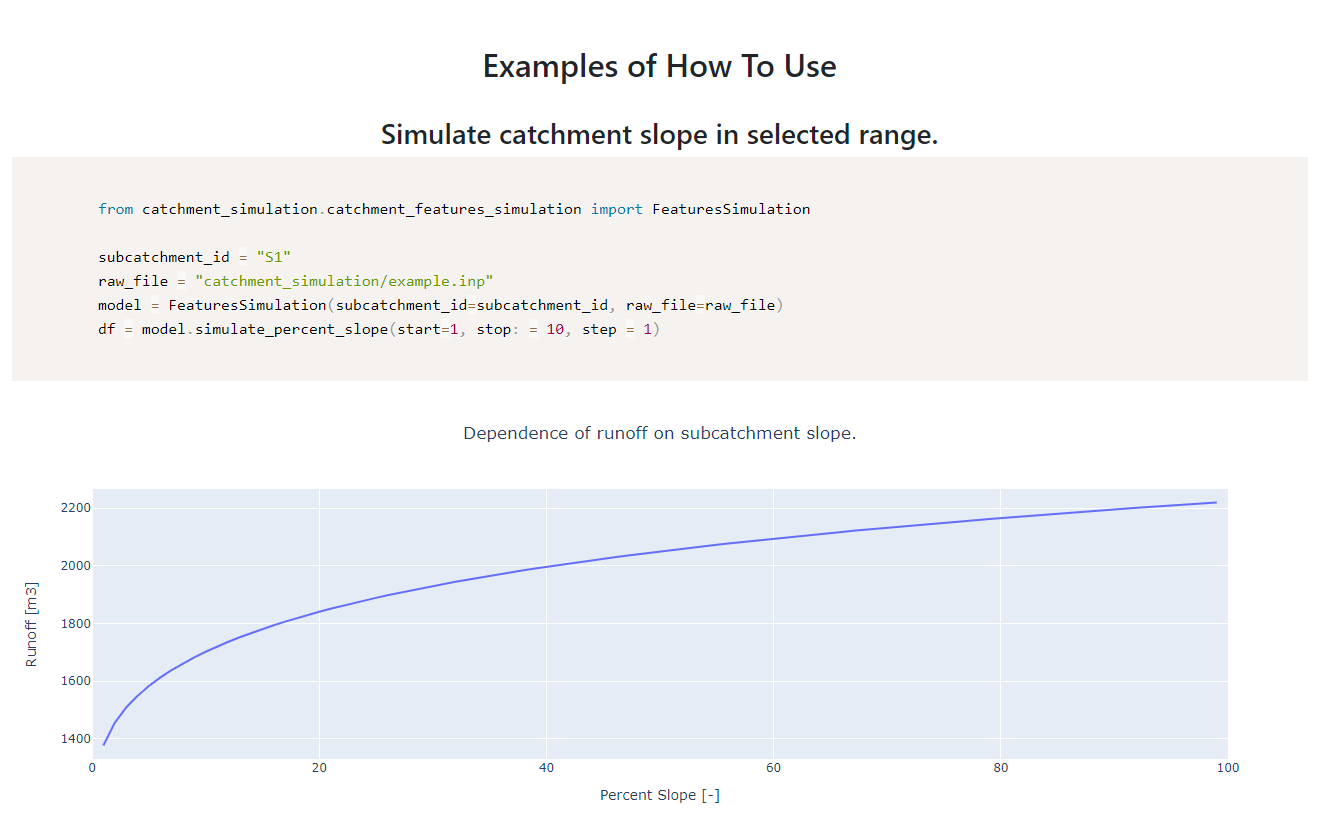 Examples of How To Use
Simulate catchment slope in selected range.
from catchment_simulation.catchment_features_simulation import FeaturesSimulation
subcatchment_id = "S1"
raw_file = "catchment_simulation/example.inp"
model = FeaturesSimulation(subcatchment_id=subcatchment_id, raw_file=raw_file)
df = model.simulate_percent_slope(start=1, stop: = 10, step = 1)
Dependence of runoff on subcatchment slope.
2200
2000
1800
1600
1400
Runoff [m3]
0 20 40 60 80 100
Percent Slope [-]